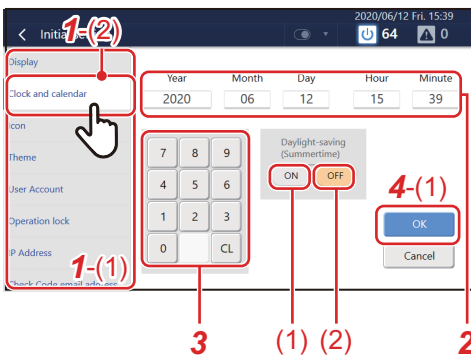 2020/06/12 Fri. 15:39
Initial
64
0
1-(2)
Display
Clock and calendar
Icon
Theme
User Account
Operation lock
IP Address
Check Code email address
1-(1)
Year Month Day Hour Minute
2020 06 12 15 39
7 8 9
4 5 6
1 2 3
0 CL
Daylight-saving
(Summertime)
ON OFF
4-(1)
OK
Cancel
3 (1) (2) 2